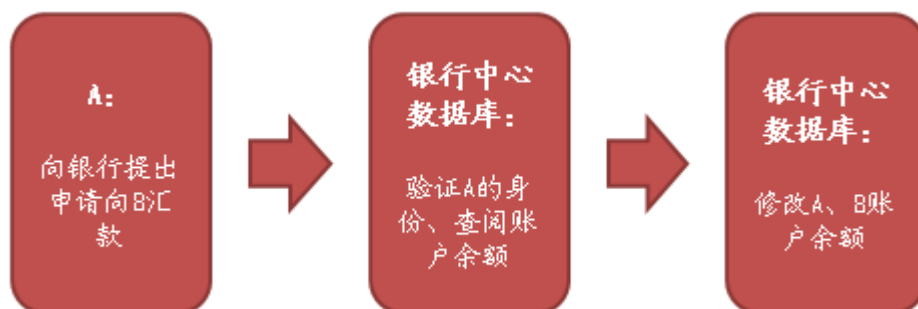 A:
向银行提出
申请向B汇
款
银行中心
数据库:
验证A的身
份、查阅账
户余额
银行中心
数据库:
修改A、B账
户余额